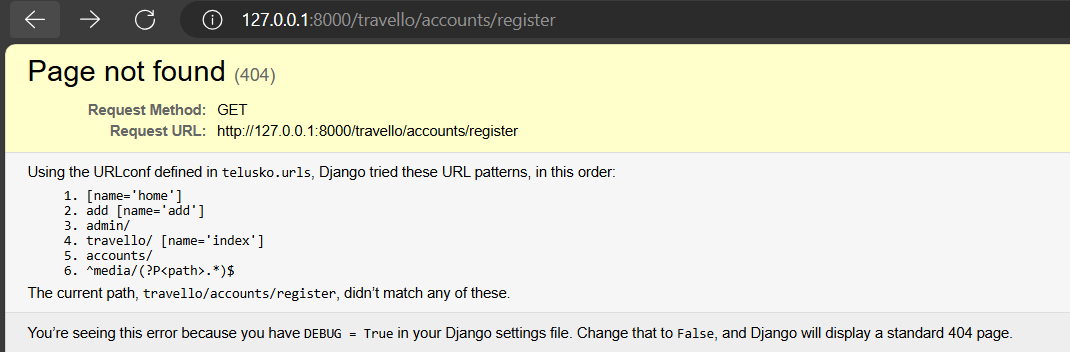 127.0.0.1:8000/travello/accounts/register
Page not found (404)
Request Method: GET
Request URL: http://127.0.0.1:8000/travello/accounts/register
Using the URLconf defined in telusko.urls, Django tried these URL patterns, in this order:
1. [name='home']
2. add [name='add']
3. admin/
4. travello/ [name='index']
5. accounts/
6. ^media/(?P<path>.*)$
The current path, travello/accounts/register, didn’t match any of these.
You’re seeing this error because you have DEBUG = True in your Django settings file. Change that to False, and Django will display a standard 404 page.